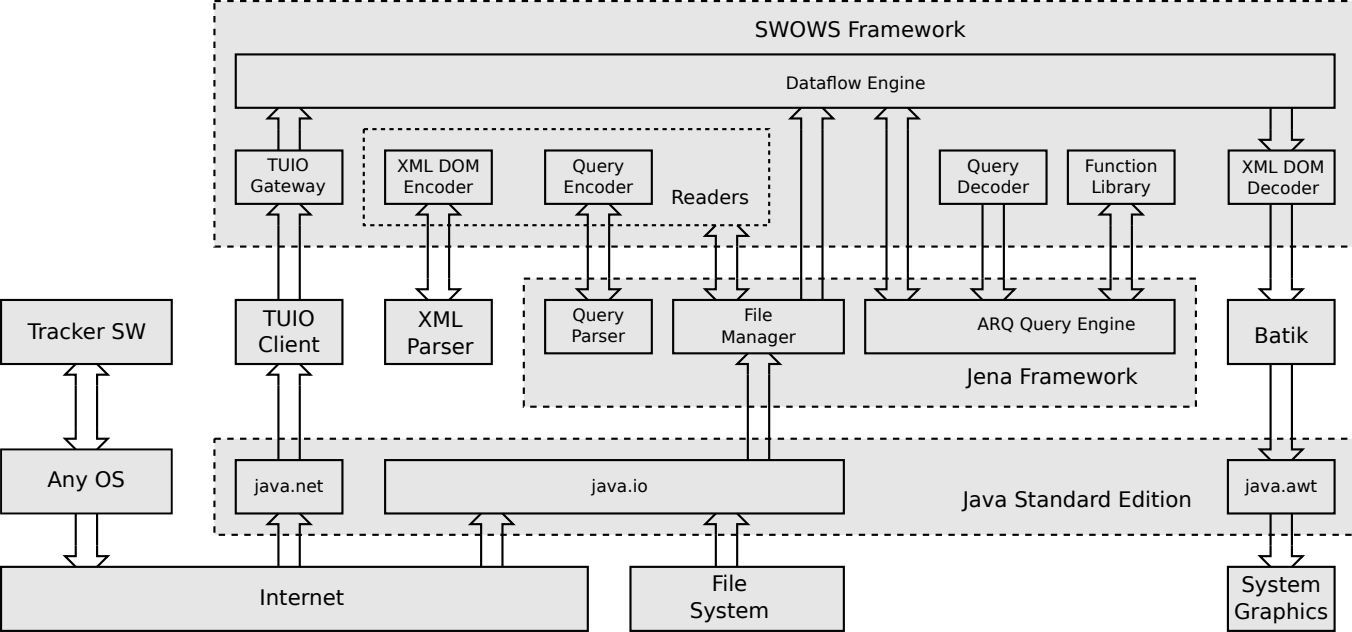 SWOWS Framework
Dataflow Engine
TUIO
Gateway
XML DOM
Encoder
Query
Encoder
Readers
Query
Decoder
Function
Library
XML DOM
Decoder
Tracker SW
TUIO
Client
XML
Parser
Query
Parser
File
Manager
ARQ Query Engine
Batik
Jena Framework
Any OS
java.net
java.io
Java Standard Edition
java.awt
Internet
File
System
System
Graphics